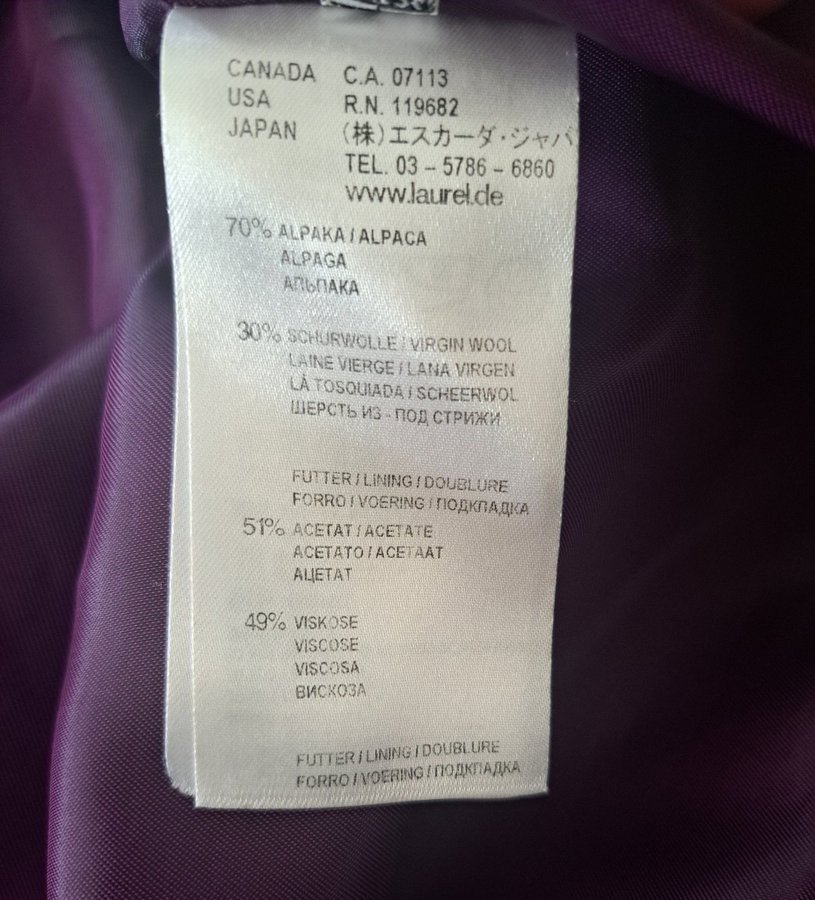 CANADA C.A. 07113
USA R.N. 119682
JAPAN (株)エスカーダ・ジャパ
TEL. 03 - 5786 - 6860
www.laurel.de
70% ALPAKA / ALPACA
ALPAGA
АЛЬПАКА
30% SCHURWOLLE / VIRGIN WOOL
LAINE VIERGE / LANA VIRGEN
LÀ TOSQUIADA / SCHEERWOL
ШЕРСТЬ ИЗ - ПОД СТРИЖКИ
FUTTER / LINING / DOUBLURE
FORRO / VOERING / ПОДКЛАДКА
51% ACETAT / ACETATE
ACETATO / ACETAAT
АЦЕТАТ
49% VISKOSE
VISCOSE
VISCOSA
ВИСКОЗА
FUTTER / LINING / DOUBLURE
FORRO / VOERING / ПОДКЛАДКА